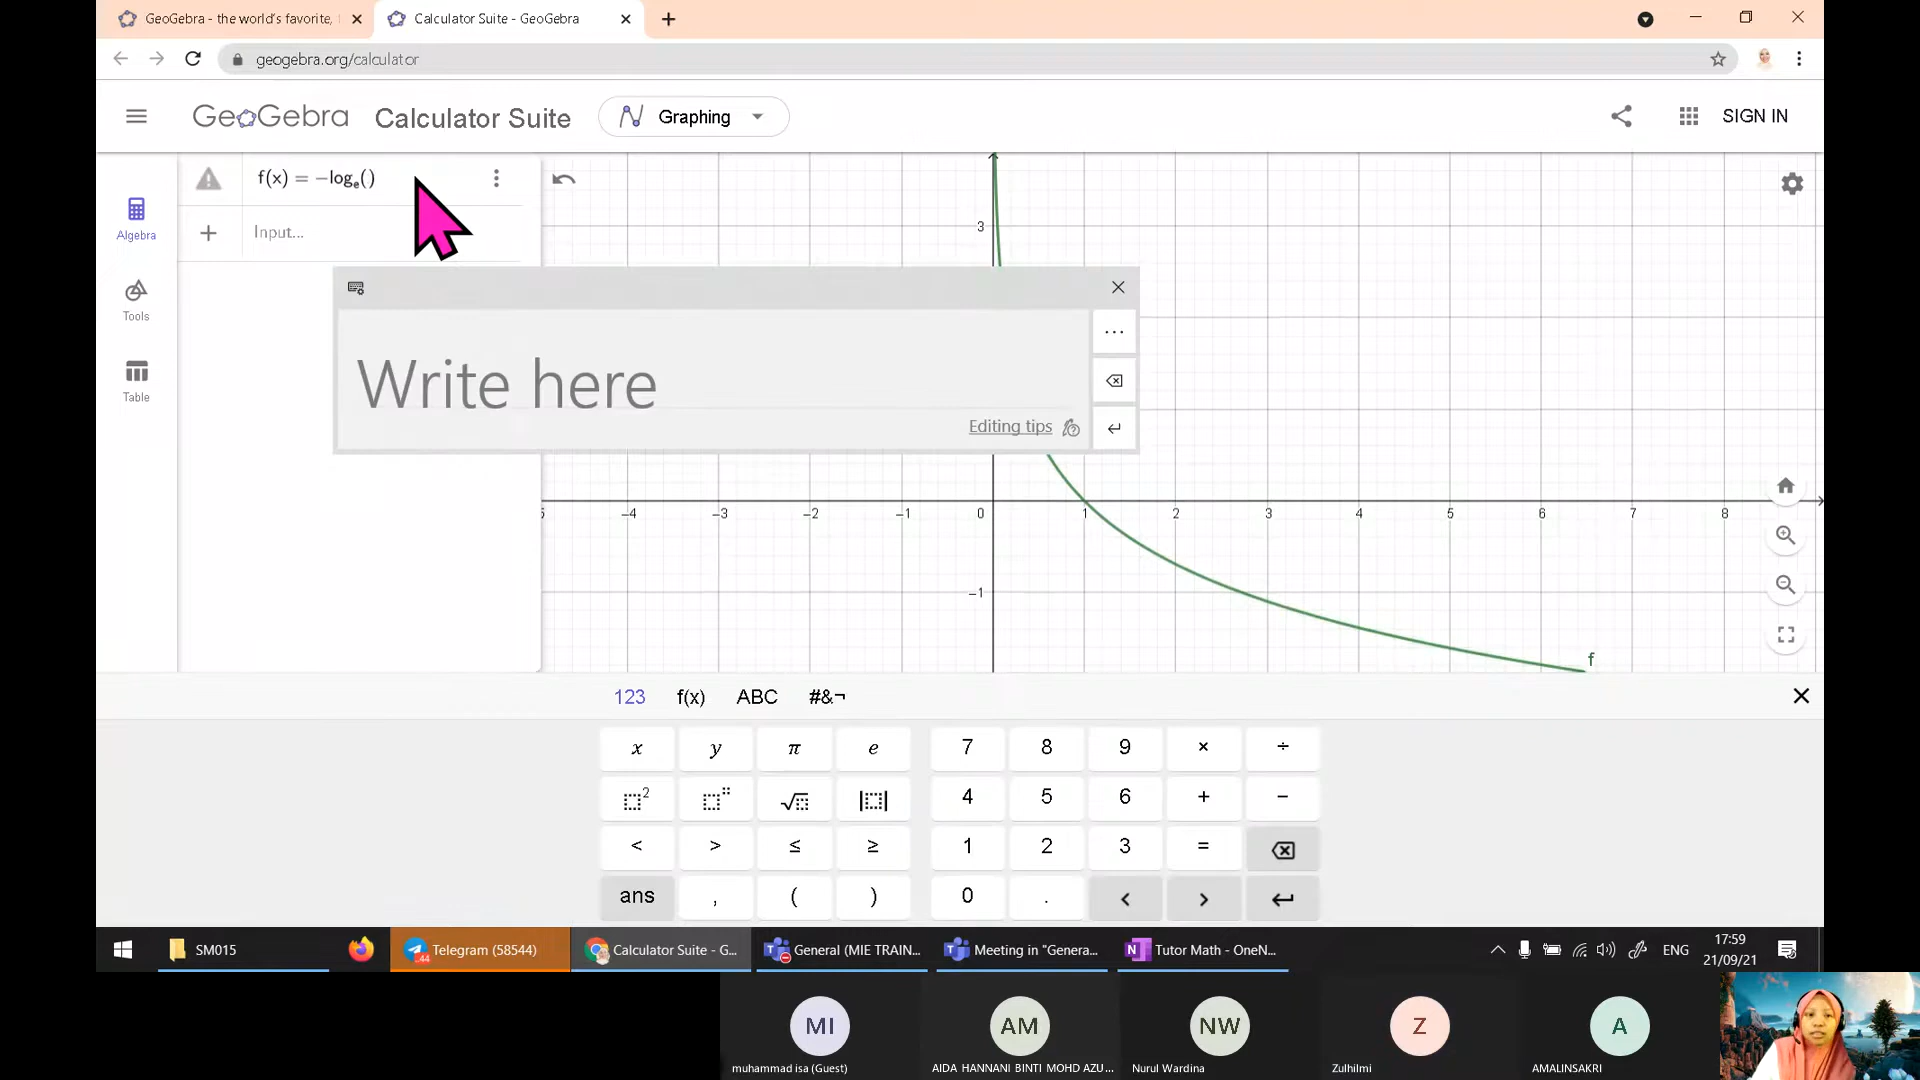 GeoGebra - the world's favorite,
Calculator Suite - GeoGebra
geogebra.org/calculator
GeoGebra
Calculator Suite
Graphing
SIGN IN
f(x) = −logₑ()
Input...
Algebra
Tools
Table
Write here
Editing tips
3
−1
−4 −3 −2 −1 0 1 2 3 4 5 6 7 8
f
123 f(x) ABC #&¬
x y π e 7 8 9 × ÷
4 5 6 + −
< > ≤ ≥ 1 2 3 =
ans , ( ) 0 . < >
SM015
Telegram (58544)
44
Calculator Suite - G...
General (MIE TRAIN...
Meeting in "Genera...
Tutor Math - OneN...
ENG
17:59
21/09/21
MI
AM
NW
Z
A
muhammad isa (Guest)
AIDA HANNANI BINTI MOHD AZU...
Nurul Wardina
Zulhilmi
AMALINSAKRI